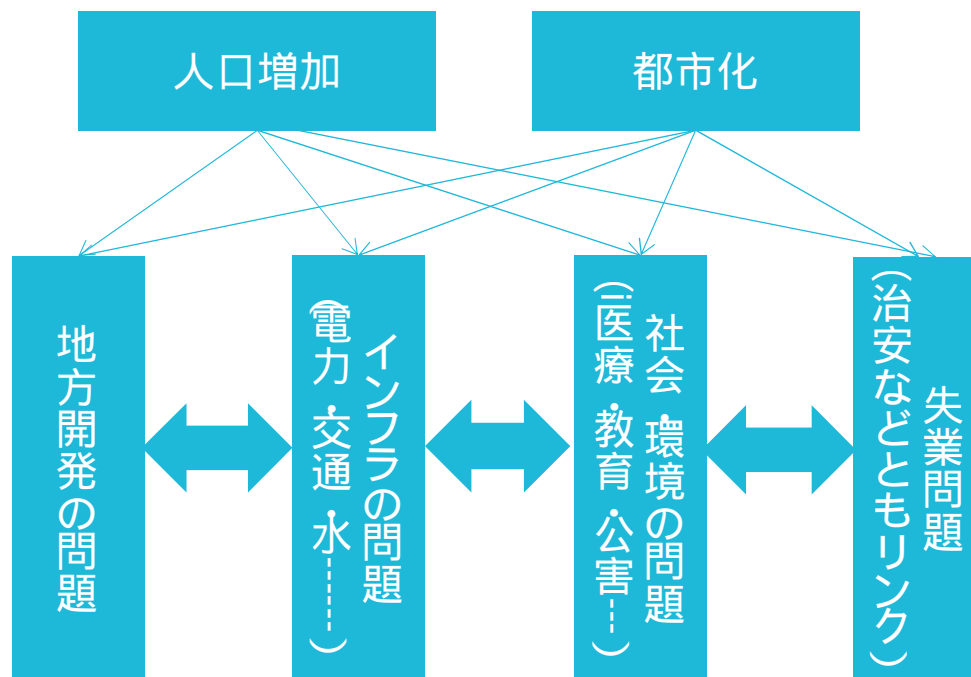 人口増加
都市化
地方開発の問題
インフラの問題
(電力・交通・水……)
社会・環境の問題
(医療・教育・公害…)
失業問題
(治安などともリンク)